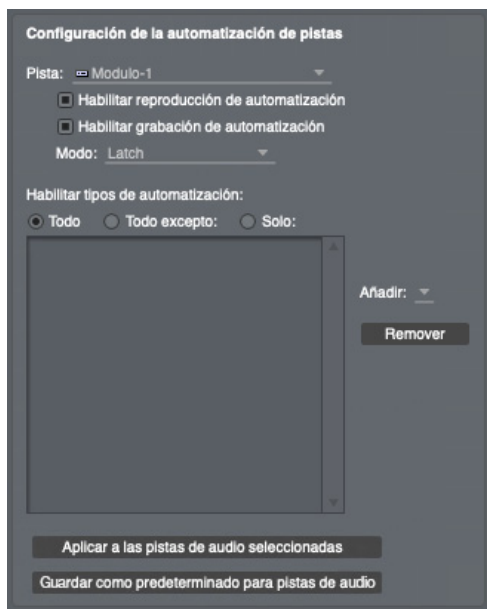 Configuración de la automatización de pistas
Pista: Modulo-1
Habilitar reproducción de automatización
Habilitar grabación de automatización
Modo: Latch
Habilitar tipos de automatización:
Todo Todo excepto: Solo:
Añadir:
Remover
Aplicar a las pistas de audio seleccionadas
Guardar como predeterminado para pistas de audio